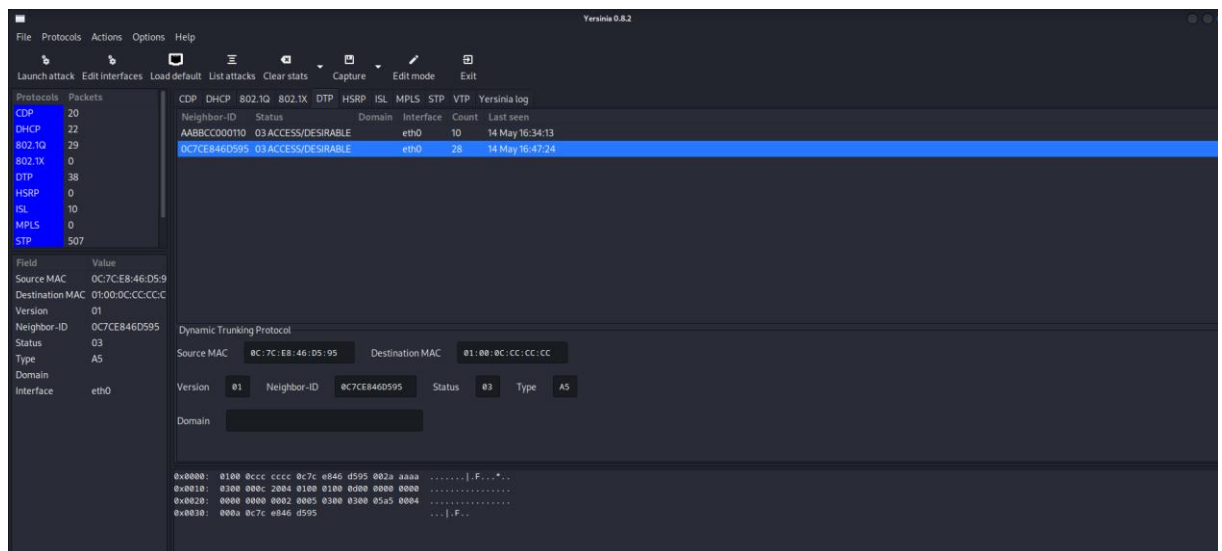 Yersinia 0.8.2
File Protocols Actions Options Help
Launch attack Edit interfaces Load default List attacks Clear stats Capture Edit mode Exit
Protocols Packets
CDP 20
DHCP 22
802.1Q 29
802.1X 0
DTP 38
HSRP 0
ISL 10
MPLS 0
STP 507
CDP DHCP 802.1Q 802.1X DTP HSRP ISL MPLS STP VTP Yersinia log
Neighbor-ID Status Domain Interface Count Last seen
AABBCC000110 03 ACCESS/DESIRABLE eth0 10 14 May 16:34:13
0C7CE846D595 03 ACCESS/DESIRABLE eth0 28 14 May 16:47:24
Field Value
Source MAC 0C:7C:E8:46:D5:9
Destination MAC 01:00:0C:CC:CC:C
Version 01
Neighbor-ID 0C7CE846D595
Status 03
Type A5
Domain
Interface eth0
Dynamic Trunking Protocol
Source MAC 0C:7C:E8:46:D5:95 Destination MAC 01:00:0C:CC:CC:CC
Version 01 Neighbor-ID 0C7CE846D595 Status 03 Type A5
Domain
0x0000: 0100 0ccc cccc 0c7c e846 d595 002a aaaa .......|.F...*..
0x0010: 0300 000c 2004 0100 0100 0d00 0000 0000 ................
0x0020: 0000 0000 0002 0005 0300 0300 05a5 0004 ................
0x0030: 000a 0c7c e846 d595 ...|.F..